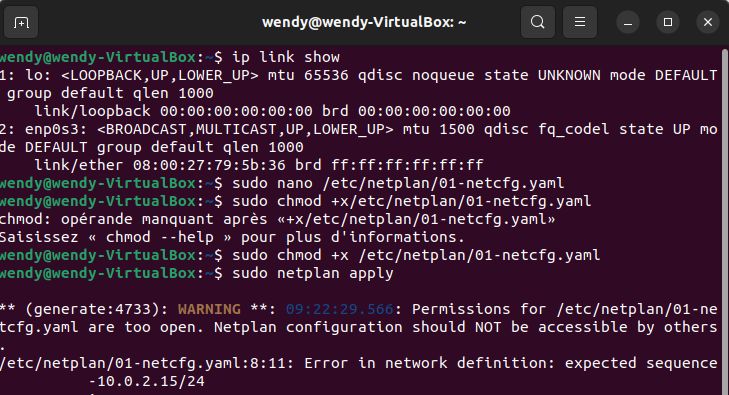 wendy@wendy-VirtualBox: ~
wendy@wendy-VirtualBox:~$ ip link show
1: lo: <LOOPBACK,UP,LOWER_UP> mtu 65536 qdisc noqueue state UNKNOWN mode DEFAULT
 group default qlen 1000
    link/loopback 00:00:00:00:00:00 brd 00:00:00:00:00:00
2: enp0s3: <BROADCAST,MULTICAST,UP,LOWER_UP> mtu 1500 qdisc fq_codel state UP mo
de DEFAULT group default qlen 1000
    link/ether 08:00:27:79:5b:36 brd ff:ff:ff:ff:ff:ff
wendy@wendy-VirtualBox:~$ sudo nano /etc/netplan/01-netcfg.yaml
wendy@wendy-VirtualBox:~$ sudo chmod +x/etc/netplan/01-netcfg.yaml
chmod: opérande manquant après «+x/etc/netplan/01-netcfg.yaml»
Saisissez « chmod --help » pour plus d'informations.
wendy@wendy-VirtualBox:~$ sudo chmod +x /etc/netplan/01-netcfg.yaml
wendy@wendy-VirtualBox:~$ sudo netplan apply
** (generate:4733): WARNING **: 09:22:29.566: Permissions for /etc/netplan/01-ne
tcfg.yaml are too open. Netplan configuration should NOT be accessible by others
.
/etc/netplan/01-netcfg.yaml:8:11: Error in network definition: expected sequence
          -10.0.2.15/24